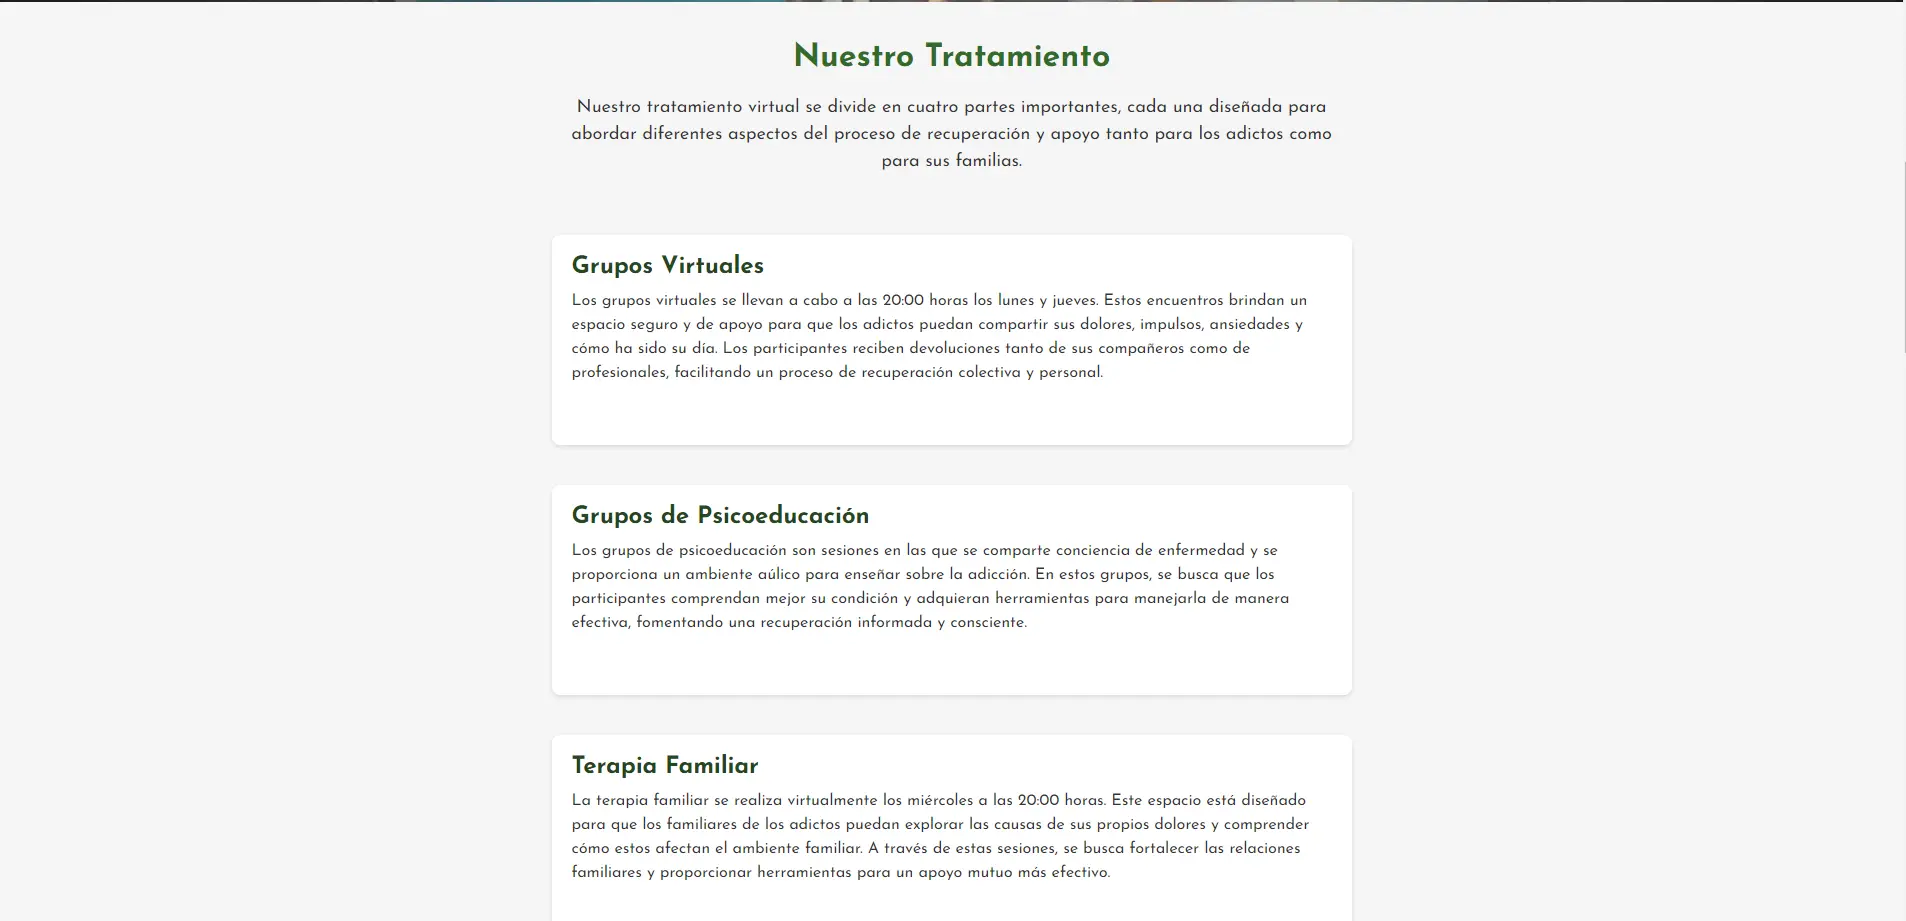 Nuestro Tratamiento
Nuestro tratamiento virtual se divide en cuatro partes importantes, cada una diseñada para
abordar diferentes aspectos del proceso de recuperación y apoyo tanto para los adictos como
para sus familias.
Grupos Virtuales
Los grupos virtuales se llevan a cabo a las 20:00 horas los lunes y jueves. Estos encuentros brindan un
espacio seguro y de apoyo para que los adictos puedan compartir sus dolores, impulsos, ansiedades y
cómo ha sido su día. Los participantes reciben devoluciones tanto de sus compañeros como de
profesionales, facilitando un proceso de recuperación colectiva y personal.
Grupos de Psicoeducación
Los grupos de psicoeducación son sesiones en las que se comparte conciencia de enfermedad y se
proporciona un ambiente aúlico para enseñar sobre la adicción. En estos grupos, se busca que los
participantes comprendan mejor su condición y adquieran herramientas para manejarla de manera
efectiva, fomentando una recuperación informada y consciente.
Terapia Familiar
La terapia familiar se realiza virtualmente los miércoles a las 20:00 horas. Este espacio está diseñado
para que los familiares de los adictos puedan explorar las causas de sus propios dolores y comprender
cómo estos afectan el ambiente familiar. A través de estas sesiones, se busca fortalecer las relaciones
familiares y proporcionar herramientas para un apoyo mutuo más efectivo.